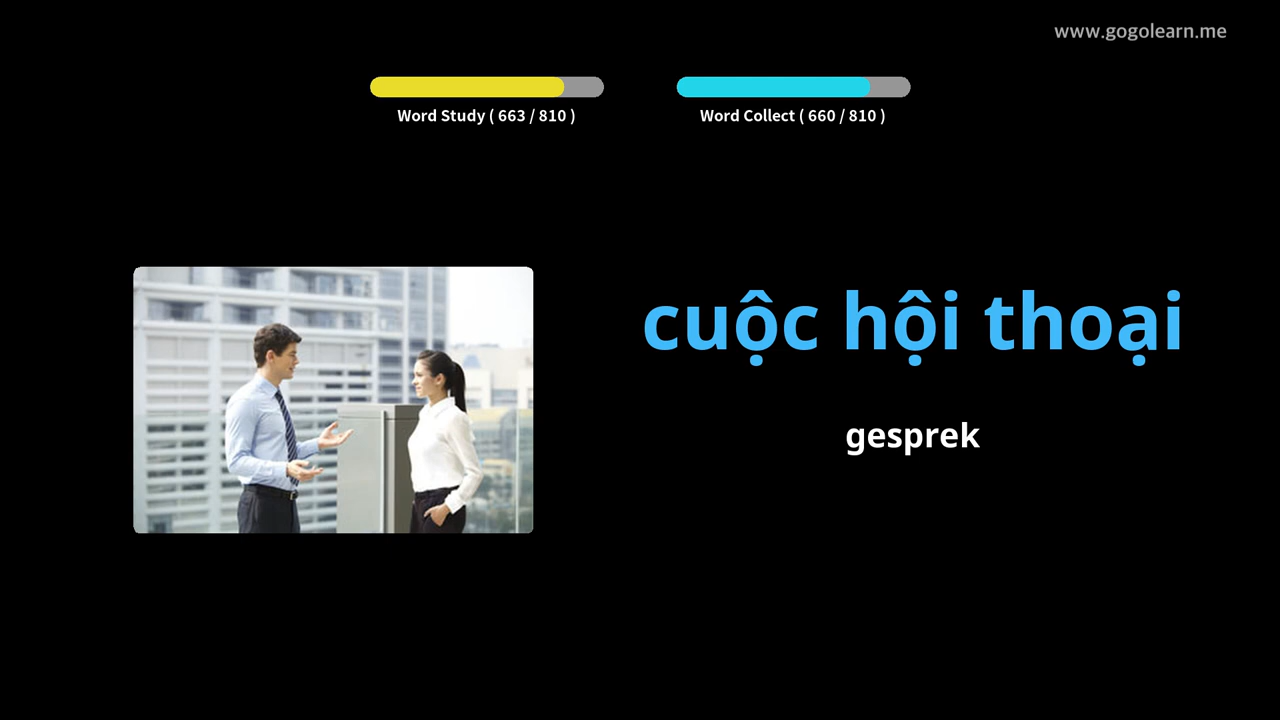 www.gogolearn.me
Word Study ( 663 / 810 )
Word Collect ( 660 / 810 )
cuộc hội thoại
gesprek